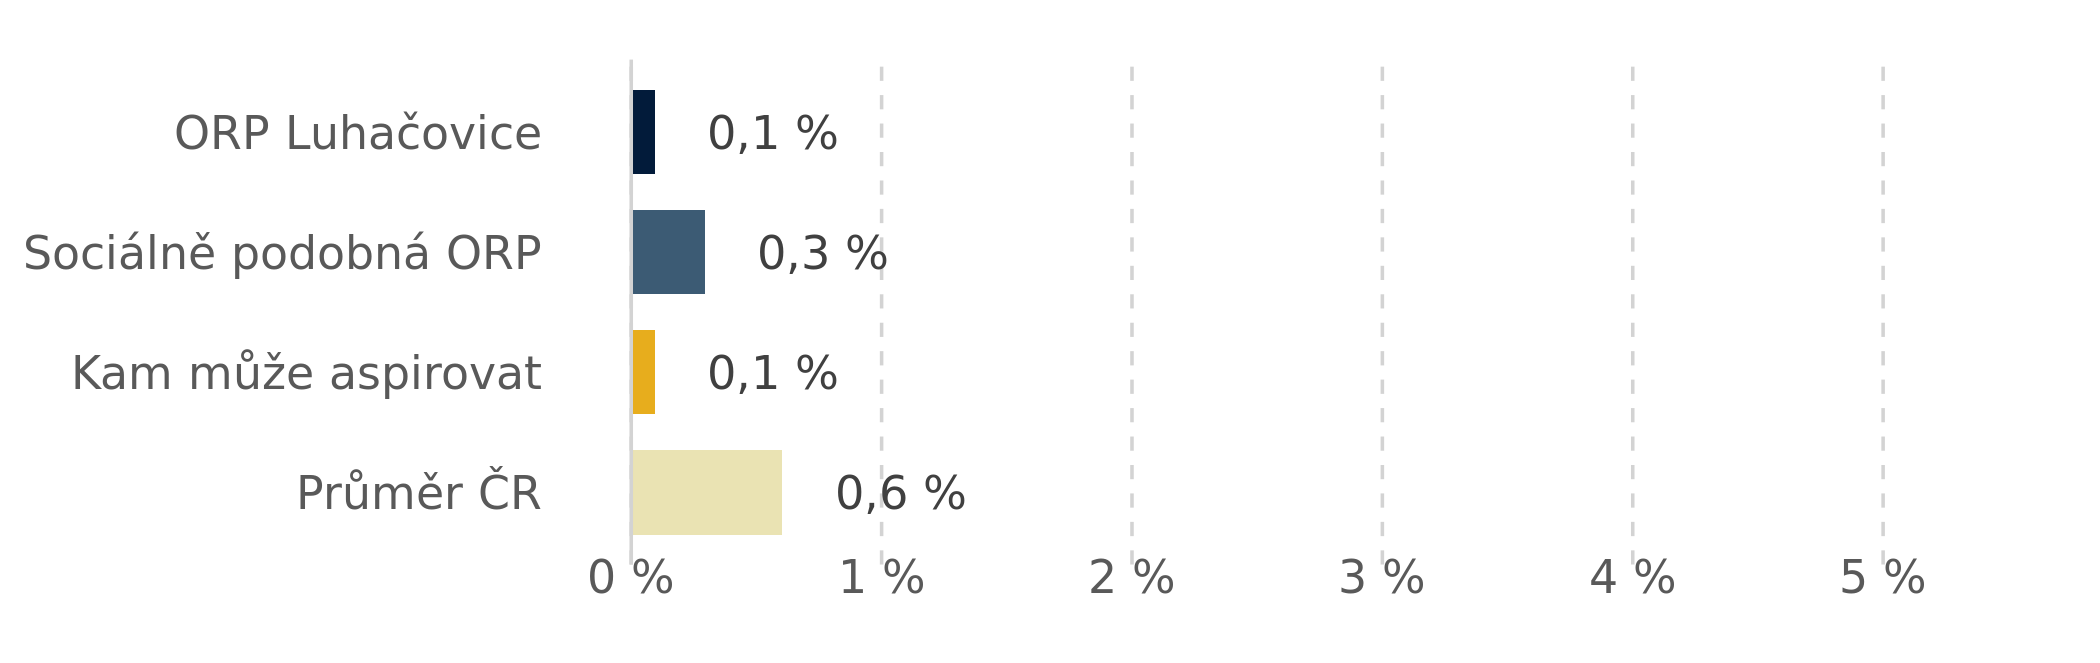 ORP Luhačovice 0,1 %
Sociálně podobná ORP 0,3 %
Kam může aspirovat 0,1 %
Průměr ČR 0,6 %
0 % 1 % 2 % 3 % 4 % 5 %